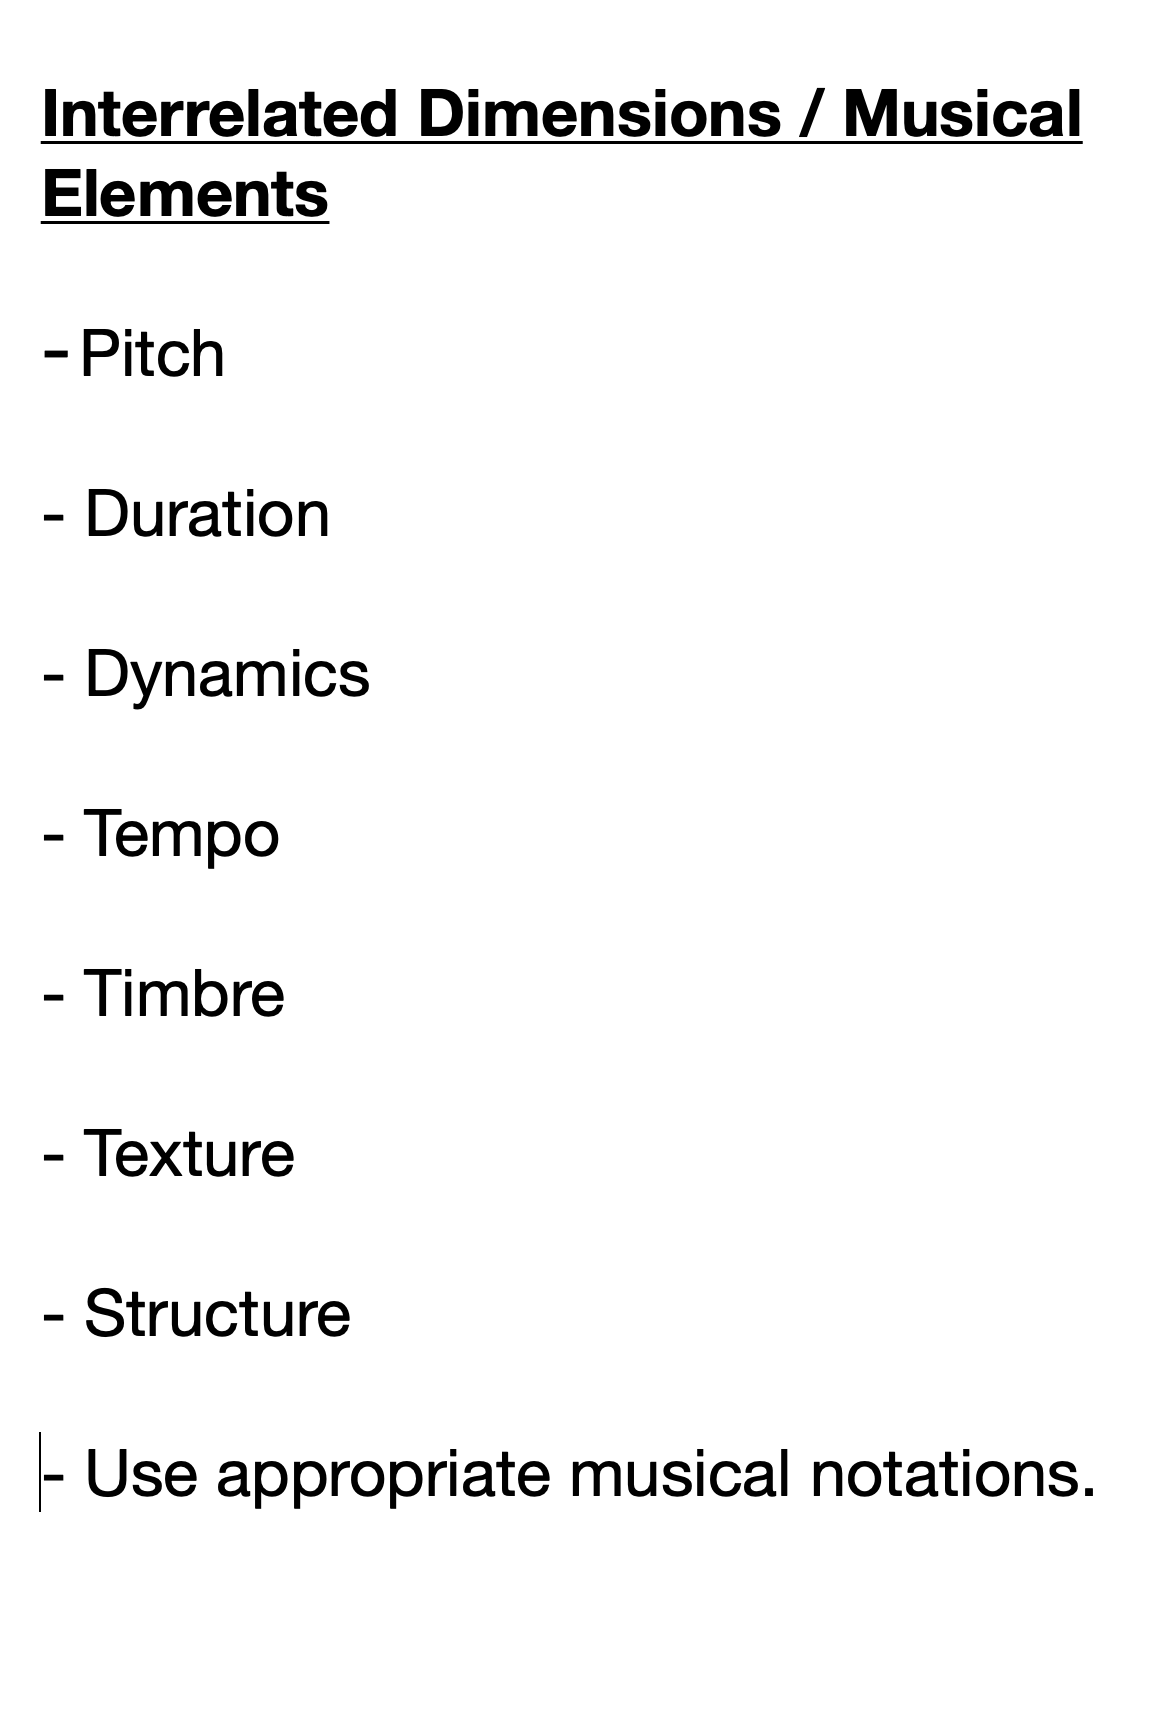 Interrelated Dimensions / Musical
Elements
- Pitch
- Duration
- Dynamics
- Tempo
- Timbre
- Texture
- Structure
- Use appropriate musical notations.